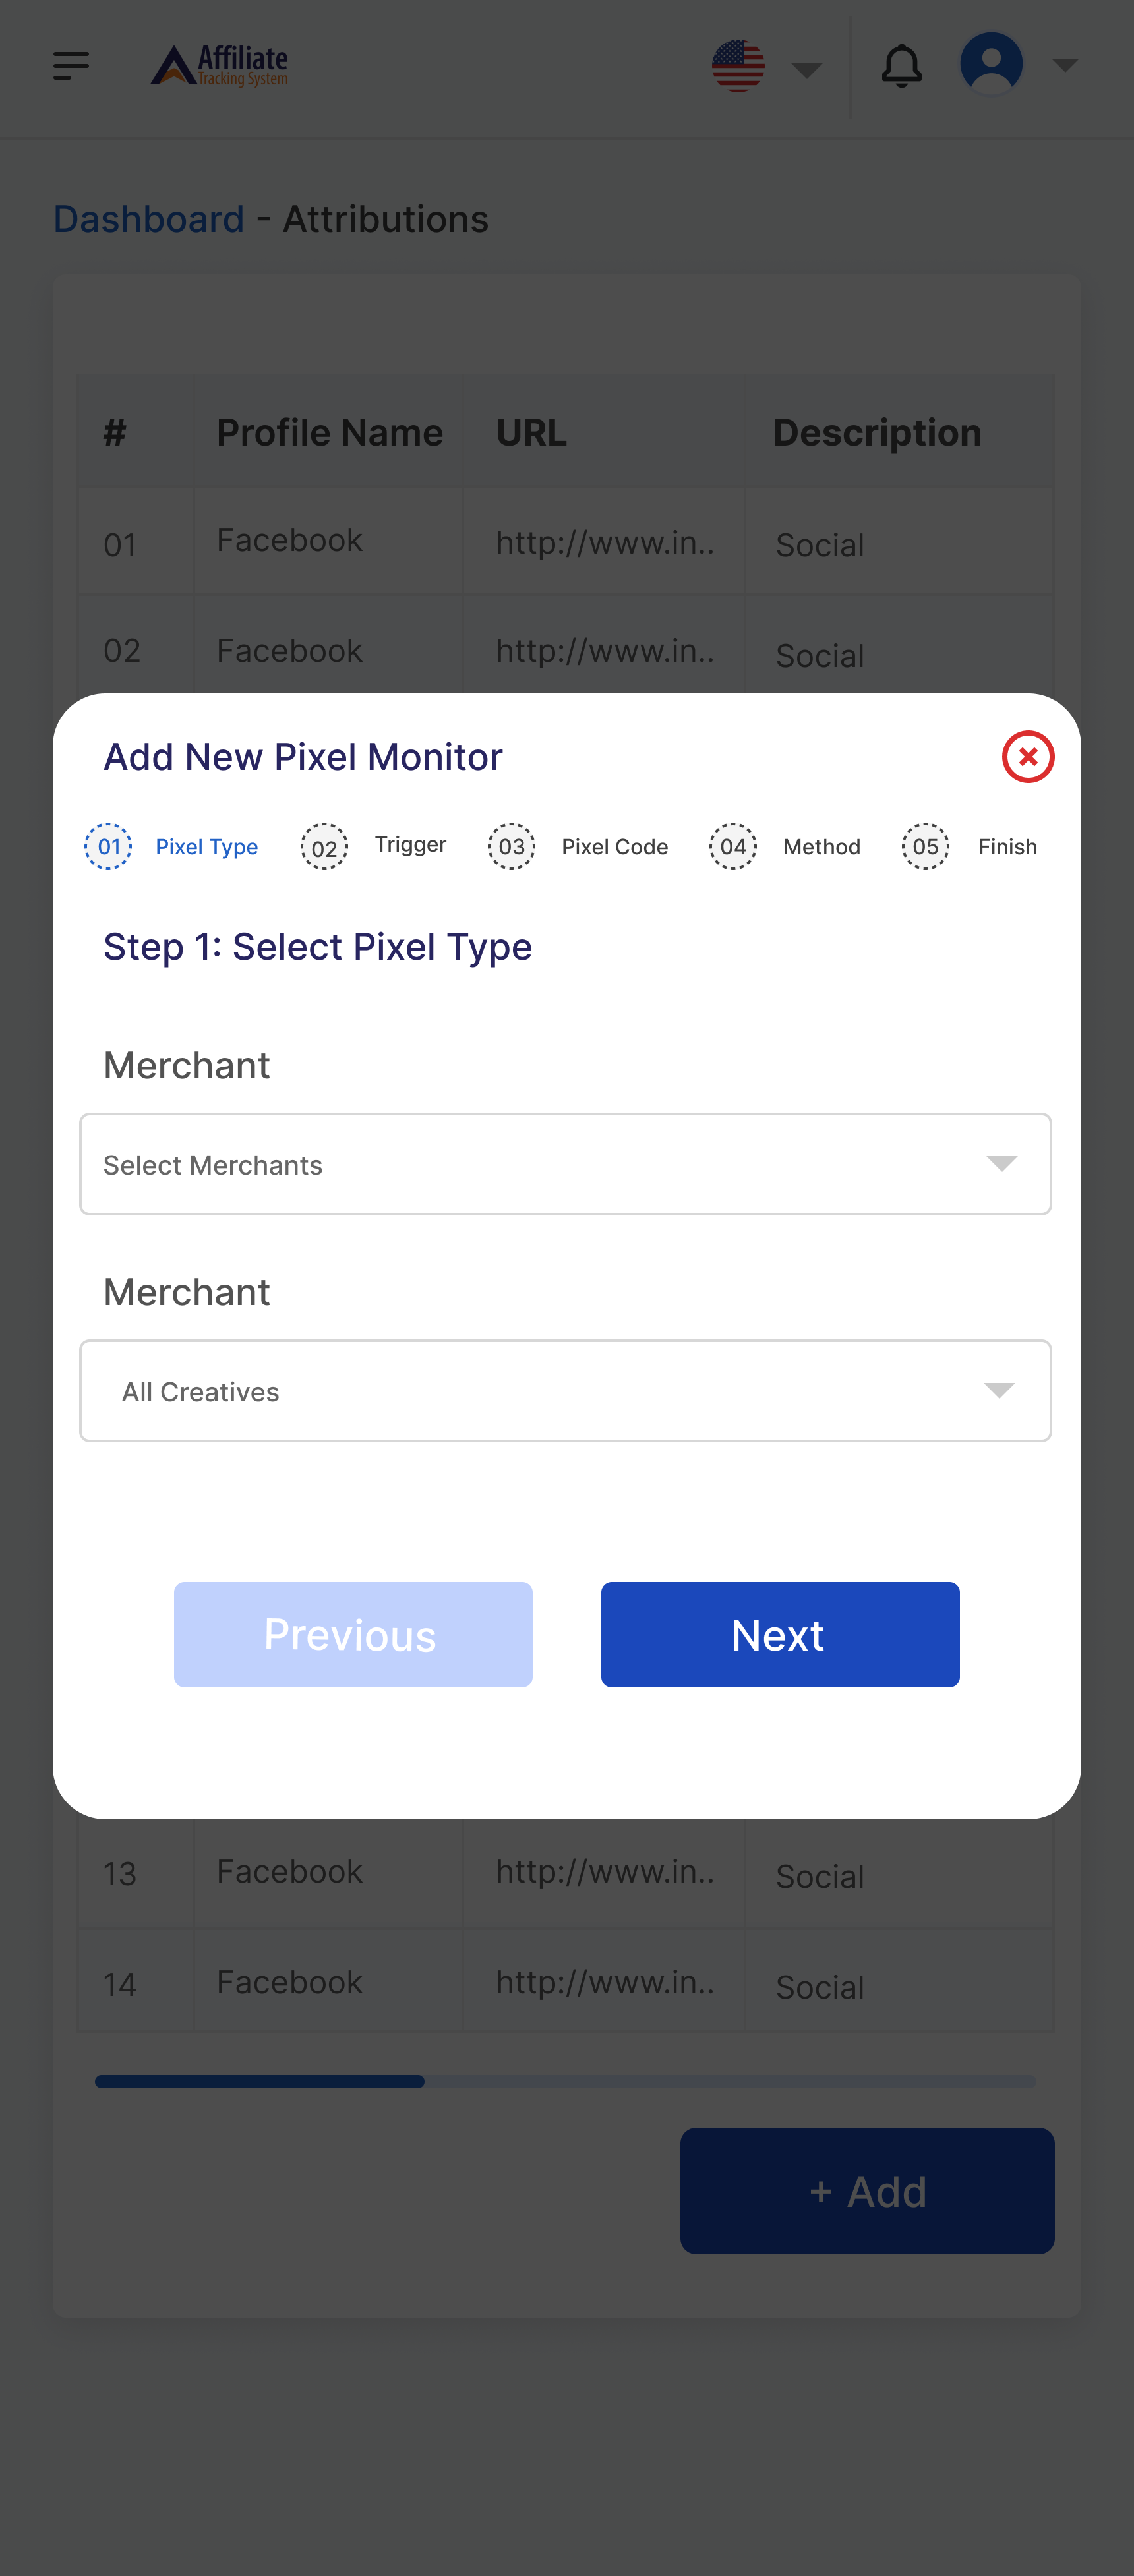 Affiliate
Tracking System
Dashboard - Attributions
# Profile Name URL Description
01 Facebook http://www.in.. Social
02 Facebook http://www.in.. Social
Add New Pixel Monitor
01 Pixel Type 02 Trigger 03 Pixel Code 04 Method 05 Finish
Step 1: Select Pixel Type
Merchant
Select Merchants
Merchant
All Creatives
Previous Next
13 Facebook http://www.in.. Social
14 Facebook http://www.in.. Social
+ Add